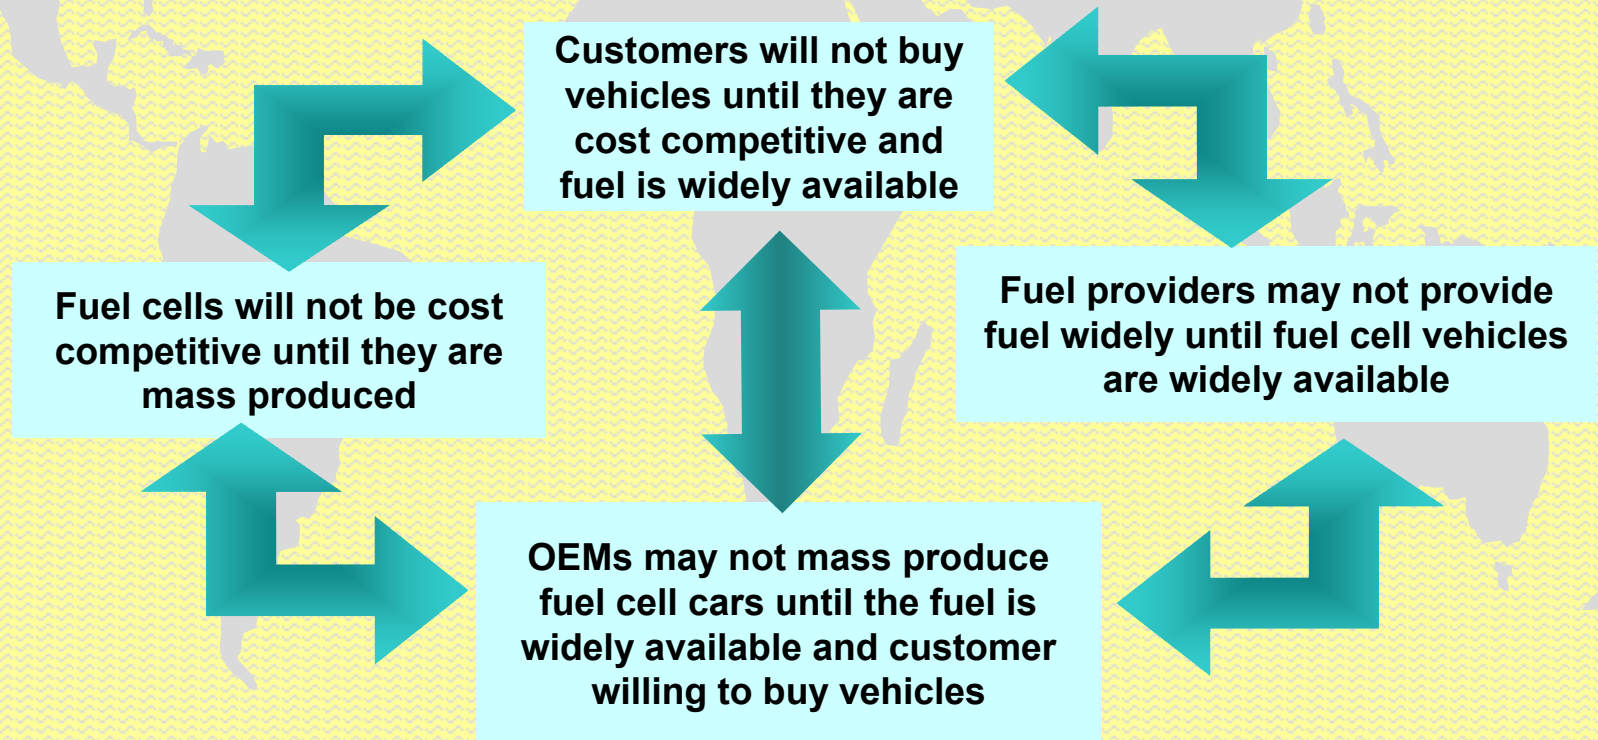 Customers will not buy
vehicles until they are
cost competitive and
fuel is widely available
Fuel cells will not be cost
competitive until they are
mass produced
Fuel providers may not provide
fuel widely until fuel cell vehicles
are widely available
OEMs may not mass produce
fuel cell cars until the fuel is
widely available and customer
willing to buy vehicles